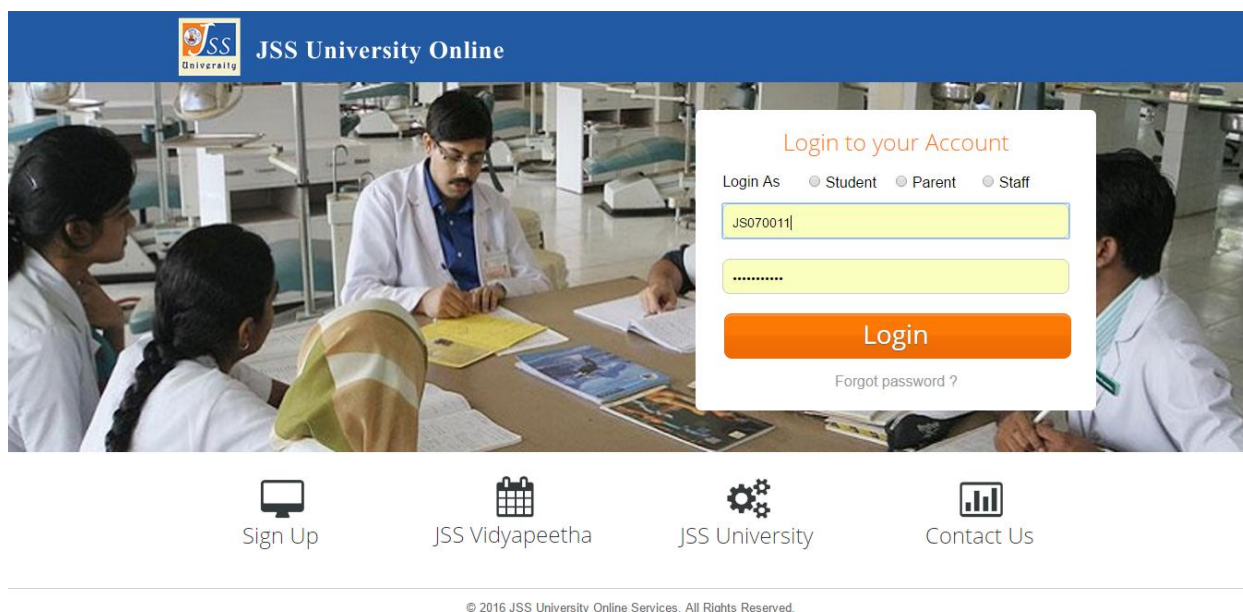 JSS
University
JSS University Online
Login to your Account
Login As Student Parent Staff
JS070011
•••••••••••
Login
Forgot password ?
Sign Up
JSS Vidyapeetha
JSS University
Contact Us
© 2016 JSS University Online Services. All Rights Reserved.